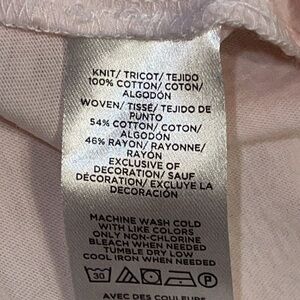 KNIT/ TRICOT/ TEJIDO
100% COTTON/ COTON/
ALGODÓN
WOVEN/ TISSÉ/ TEJIDO DE
PUNTO
54% COTTON/ COTON/
ALGODÓN
46% RAYON/ RAYONNE/
RAYÓN
EXCLUSIVE OF
DECORATION/ SAUF
DÉCORATION/ EXCLUYE LA
DECORACIÓN
MACHINE WASH COLD
WITH LIKE COLORS
ONLY NON-CHLORINE
BLEACH WHEN NEEDED
TUMBLE DRY LOW
COOL IRON WHEN NEEDED
30 P
AVEC DES COULEURS